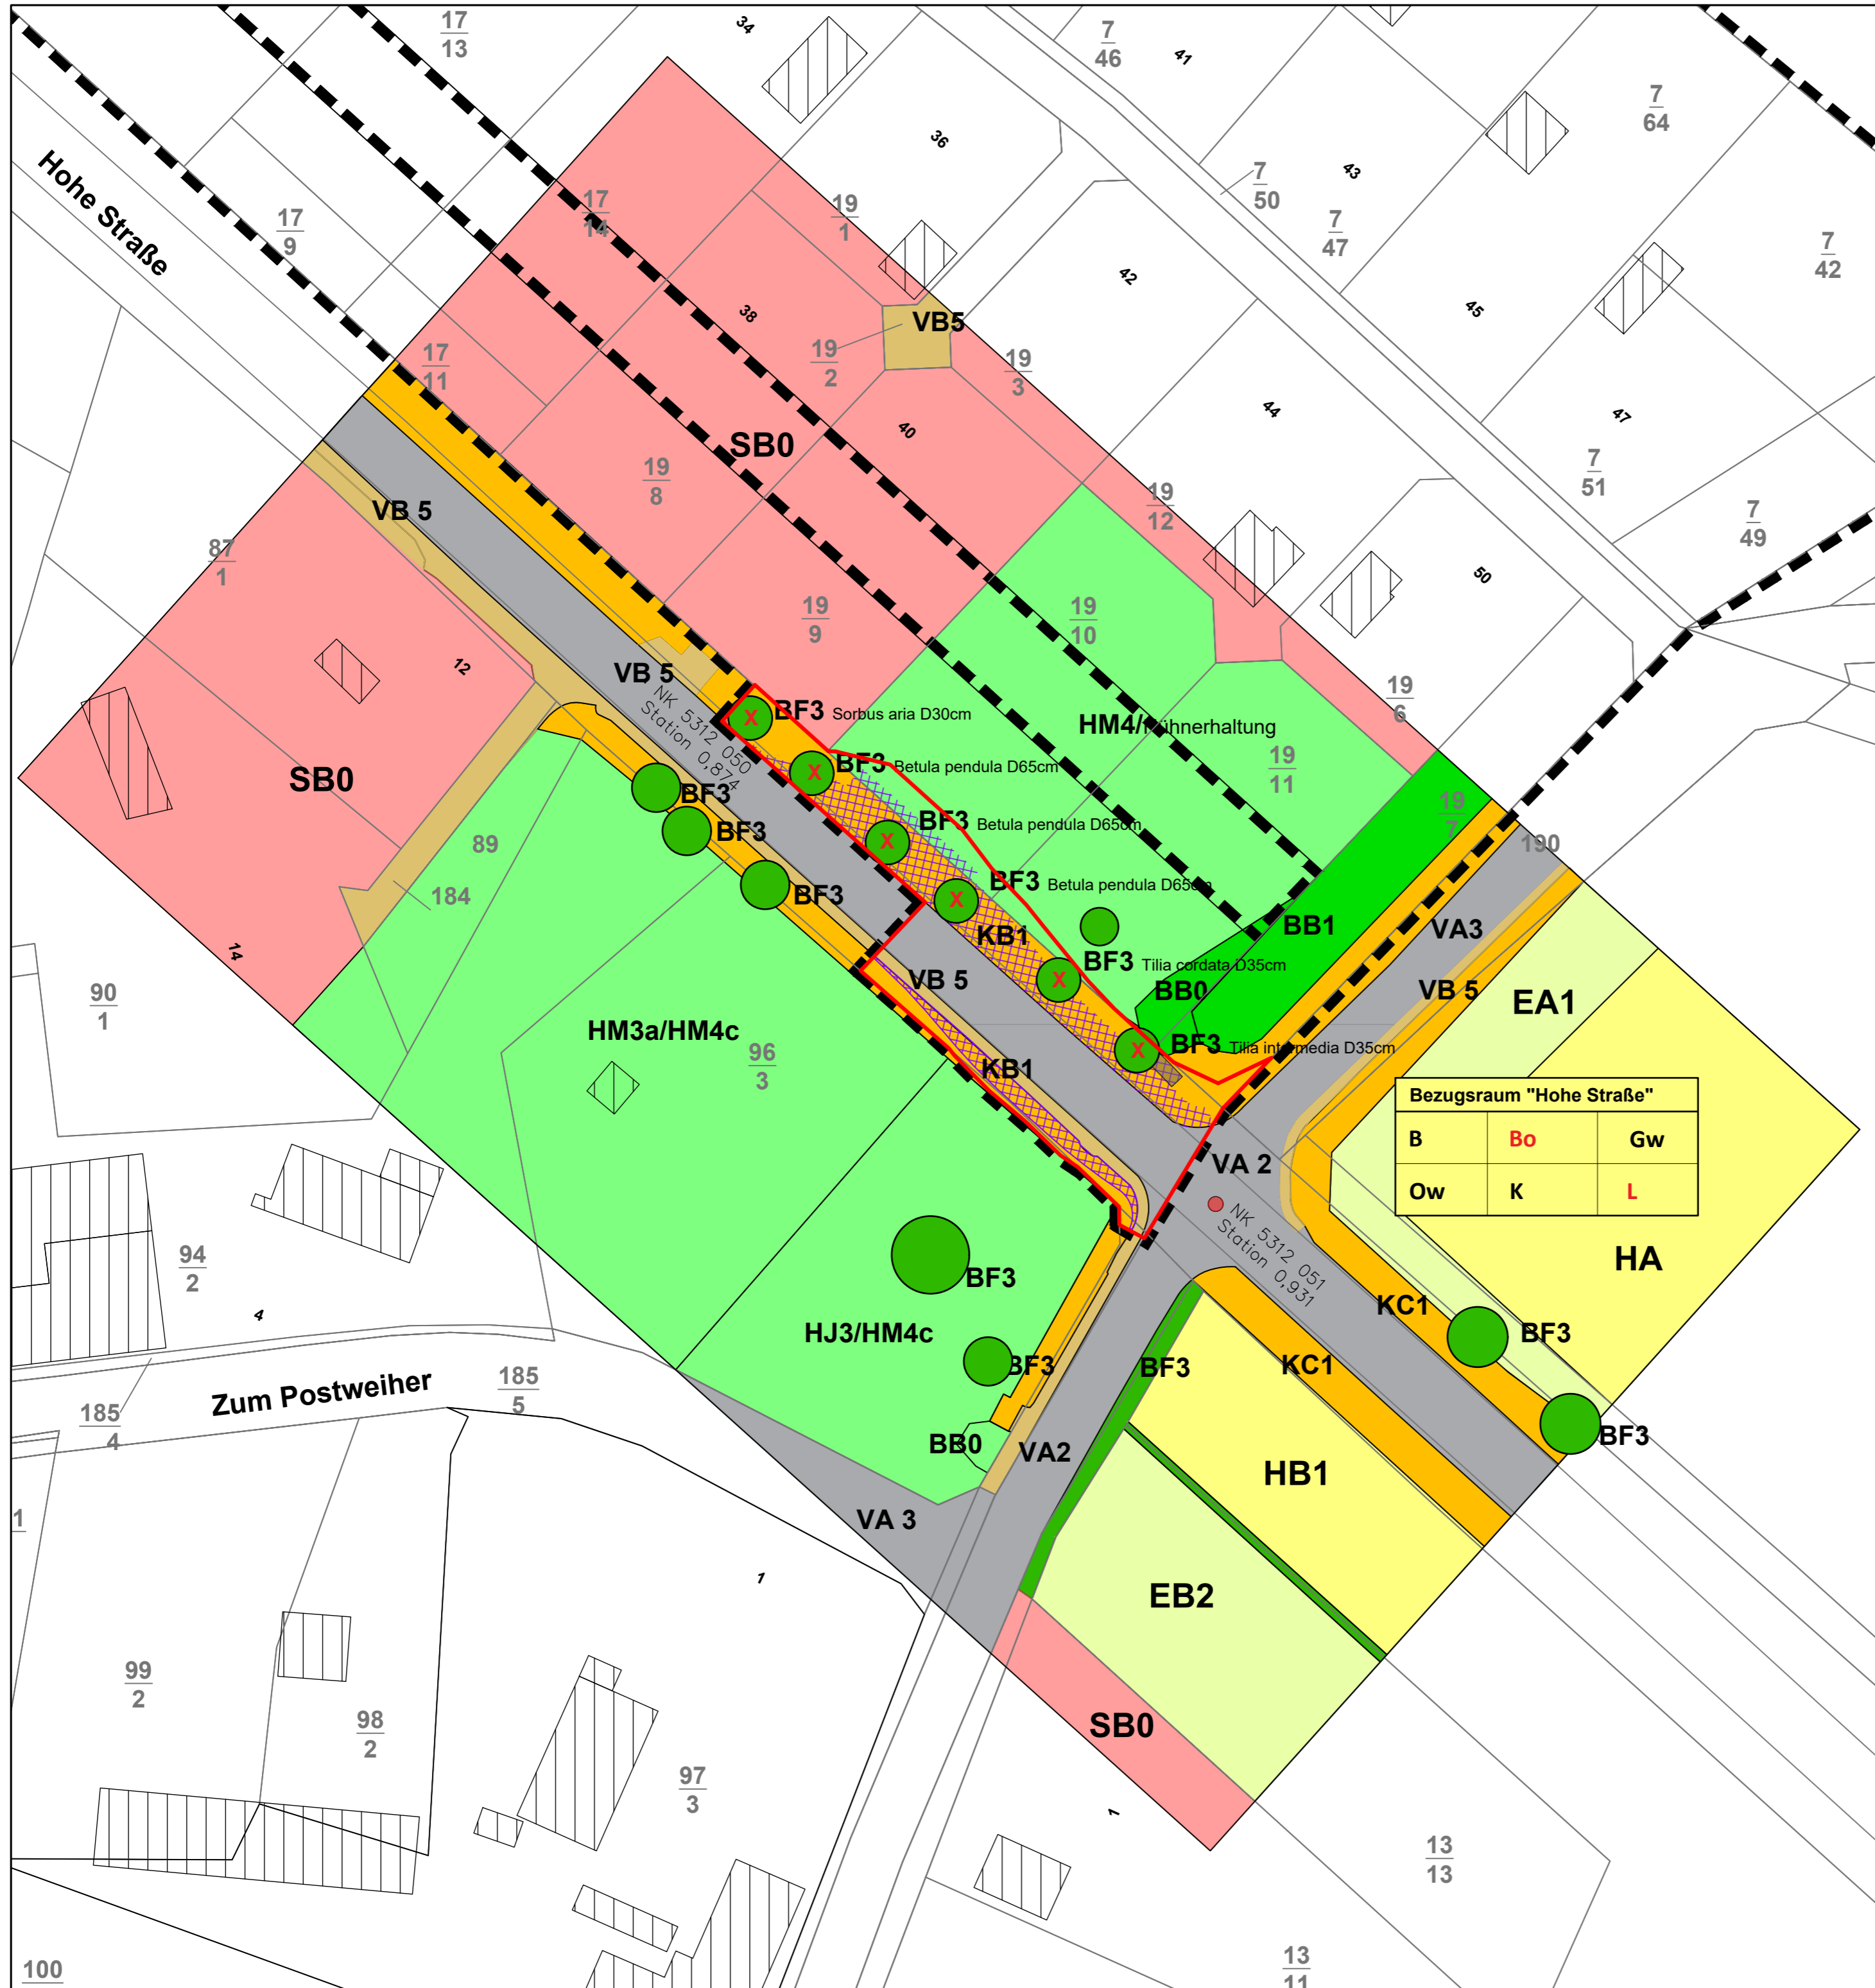 17
13
34
7
46
41
7
64
36
43
7
50
Hohe Straße
17
9
17
14
19
1
7
47
7
42
42
45
38
VB5
19
2
17
11
19
3
40
44
47
SB0
19
8
7
51
19
12
VB 5
7
49
87
1
50
19
9
19
10
12
VB 5
19
6
NK 5312 050
Station 0,874
BF3 Sorbus aria D30cm
HM4/Hühnerhaltung
X
BF3 Betula pendula D65cm
X
SB0
19
11
BF3
19
7
BF3 Betula pendula D65cm
X
BF3
89
190
BF3 Betula pendula D65cm
X
BF3
184
14
KB1
BB1
VA3
BF3 Tilia cordata D35cm
X
VB 5
BB0
VB 5
EA1
90
1
HM3a/HM4c
96
3
BF3 Tilia intermedia D35cm
X
KB1
Bezugsraum "Hohe Straße"
B Bo Gw
Ow K L
VA 2
NK 5312 051
Station 0,931
94
2
HA
BF3
4
KC1
HJ3/HM4c
BF3
BF3
BF3
KC1
Zum Postweiher
185
5
185
4
BF3
BB0
VA2
HB1
1
VA 3
1
EB2
99
2
98
2
SB0
97
3
1
13
13
13
11
100